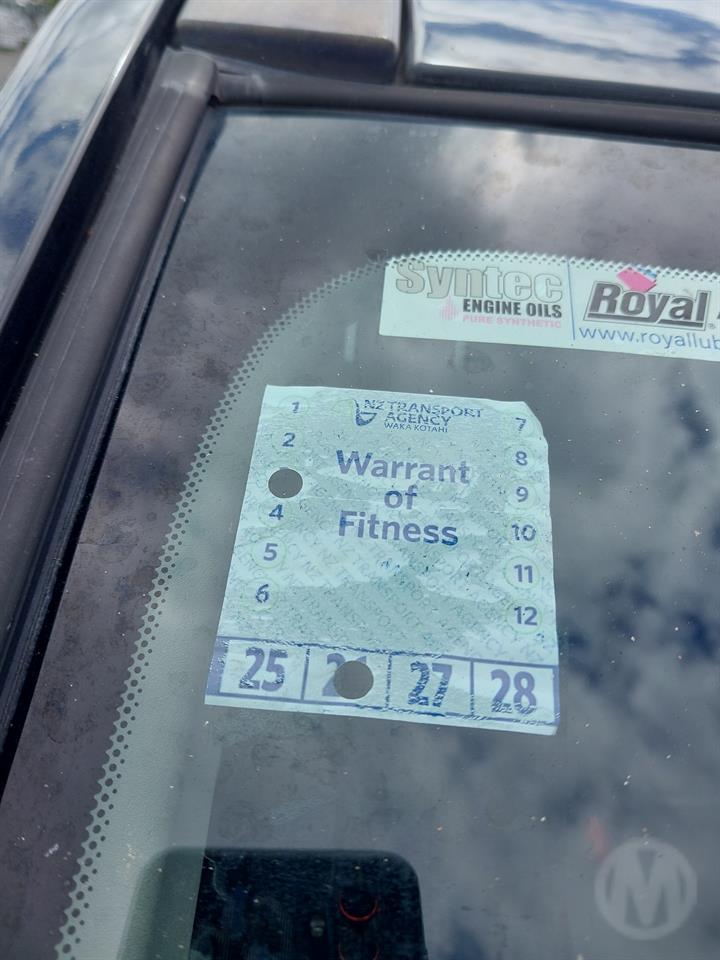 Syntec
ENGINE OILS
PURE SYNTHETIC
Royal
www.royallub
NZ TRANSPORT
AGENCY
WAKA KOTAHI
1
2
4
5
6
7
8
9
10
11
12
Warrant
of
Fitness
25
27
28
M